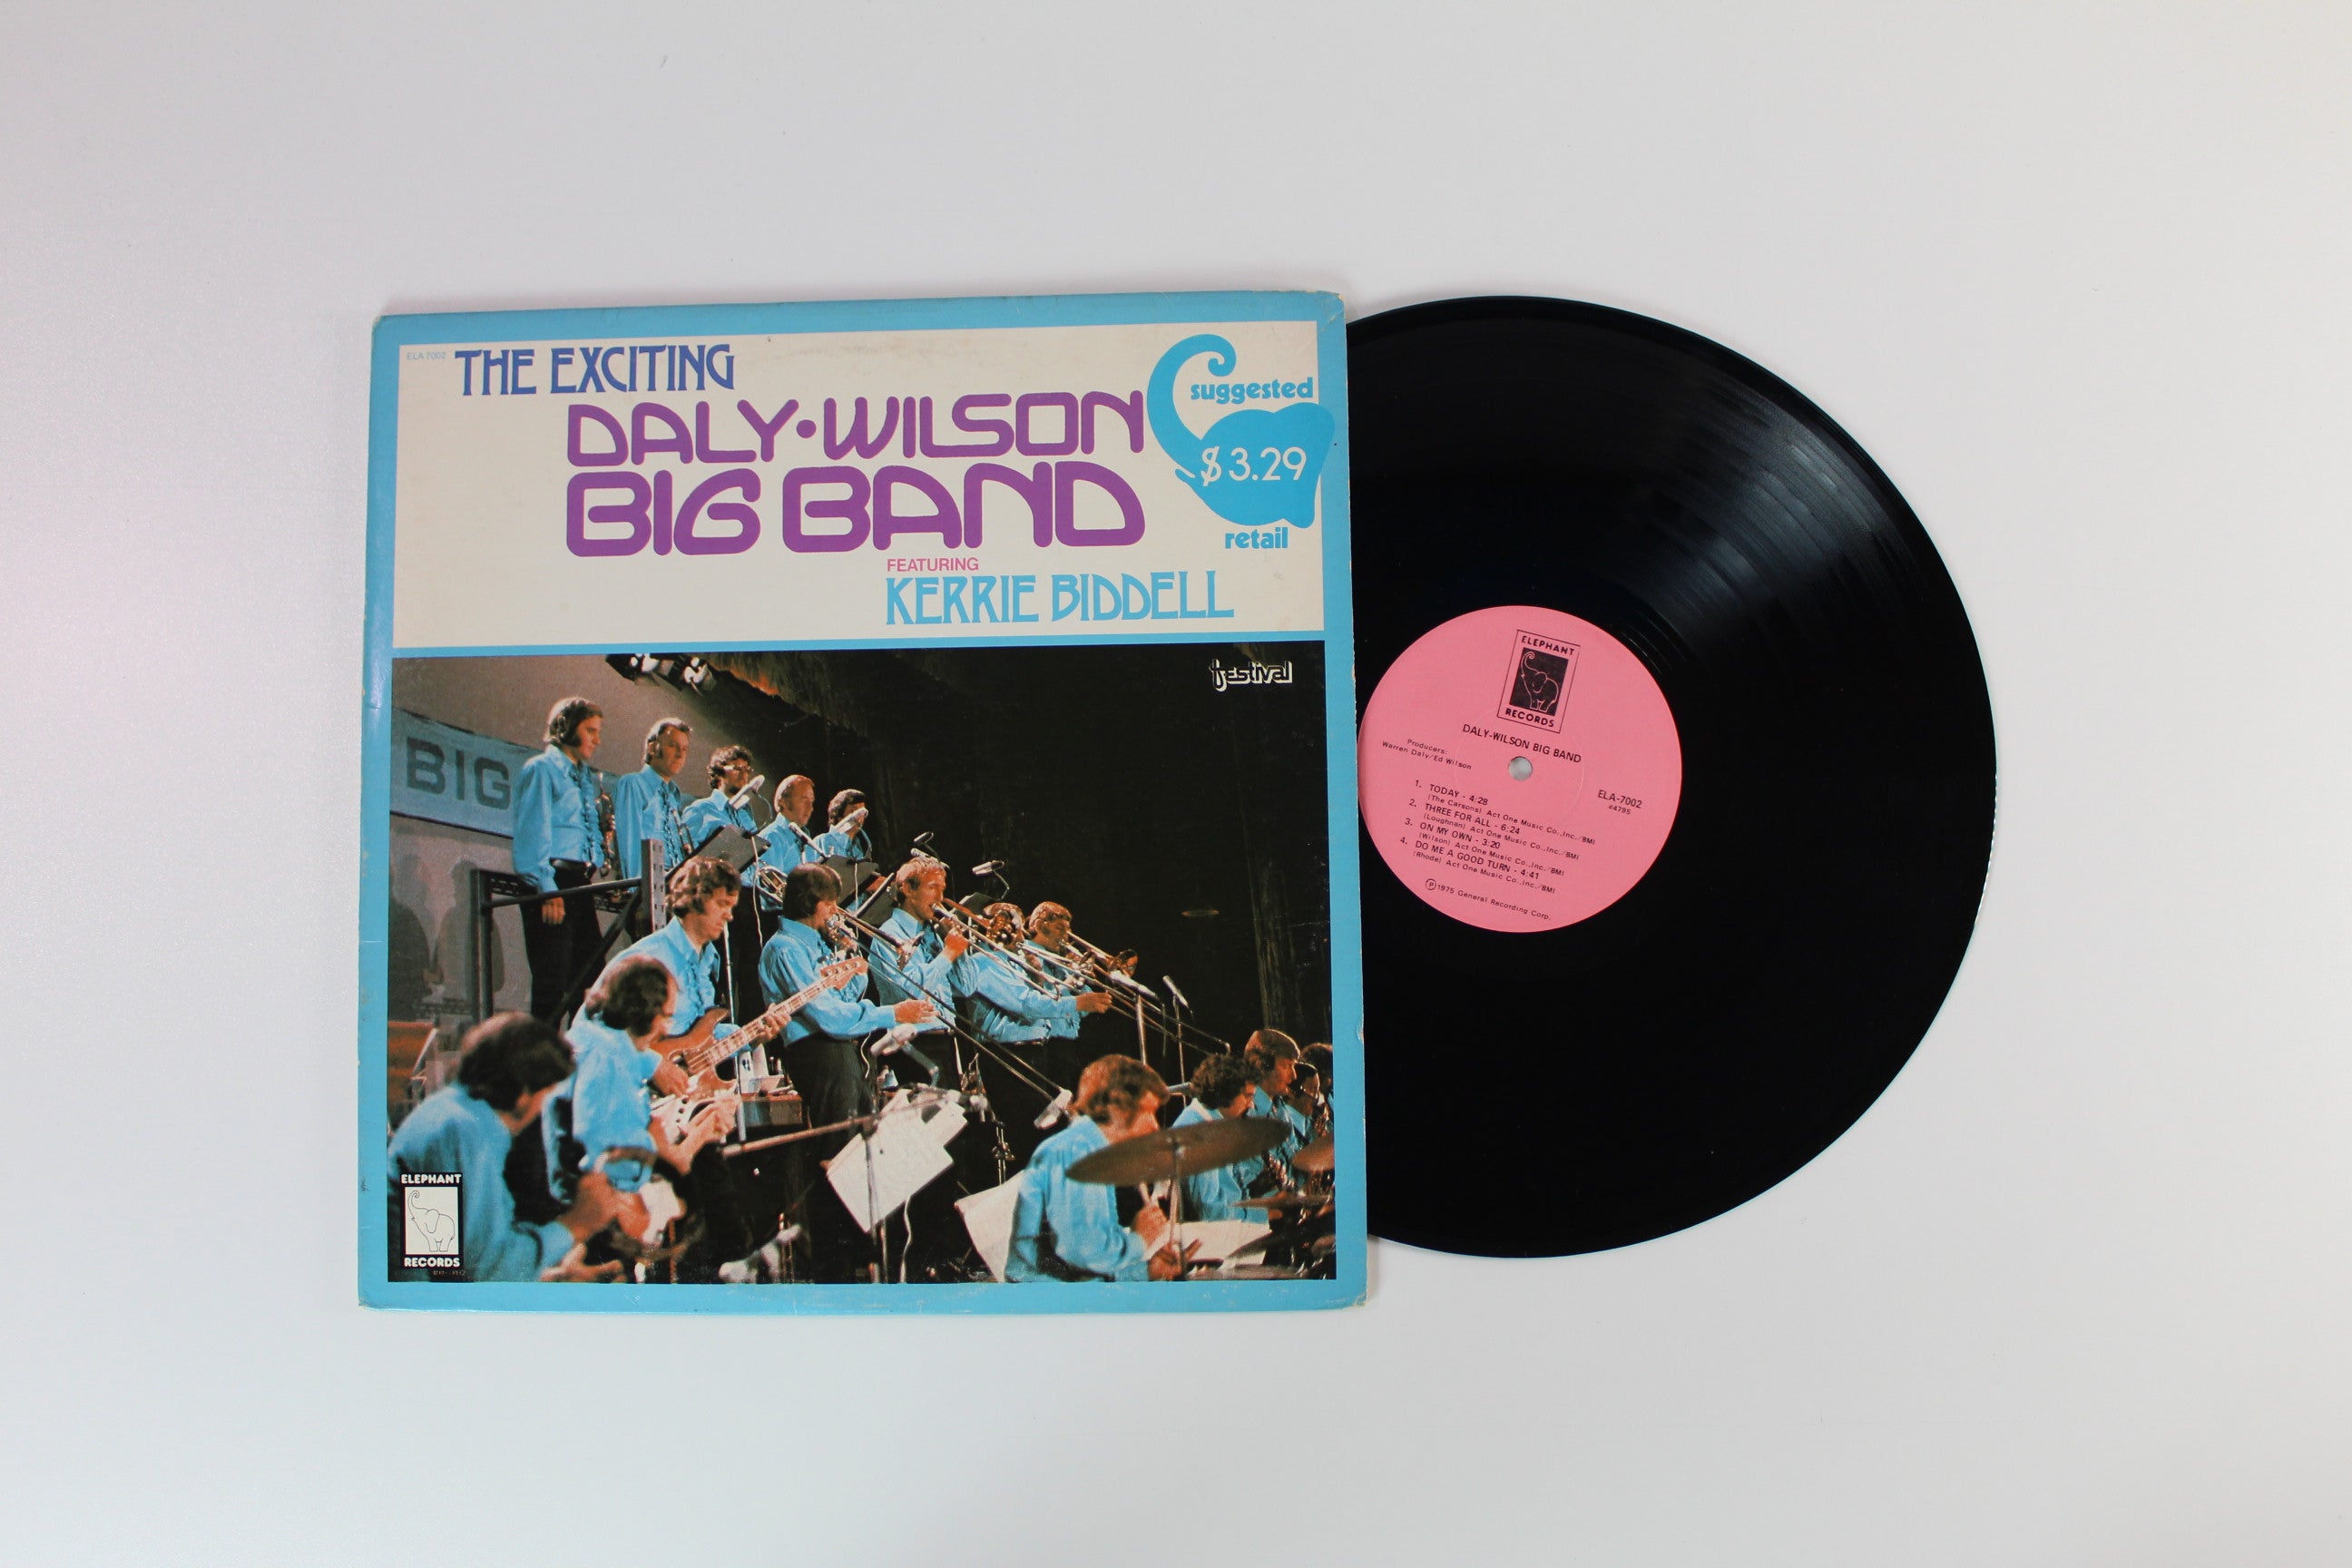 ELA 7002
THE EXCITING
DALY•WILSON
BIG BAND
FEATURING
KERRIE BIDDELL
suggested
$3.29
retail
festival
BIG
ELEPHANT
RECORDS
ELEPHANT
RECORDS
DALY-WILSON BIG BAND
Producers:
Warren Daly/Ed Wilson
ELA-7002
1. TODAY - 4:28
(The Carsons) Act One Music Co.,Inc./BMI
2. THREE FOR ALL - 6:24
(Loughnan) Act One Music Co.,Inc./BMI
3. ON MY OWN - 3:20
(Wilson) Act One Music Co.,Inc./BMI
4. DO ME A GOOD TURN - 4:41
(Rhode) Act One Music Co.,Inc./BMI
Ⓟ1975 General Recording Corp.